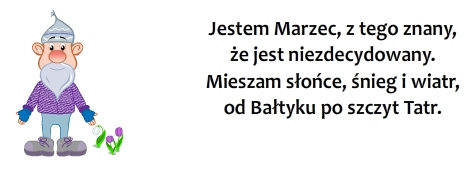 Jestem Marzec, z tego znany,
że jest niezdecydowany.
Mieszam słońce, śnieg i wiatr,
od Bałtyku po szczyt Tatr.